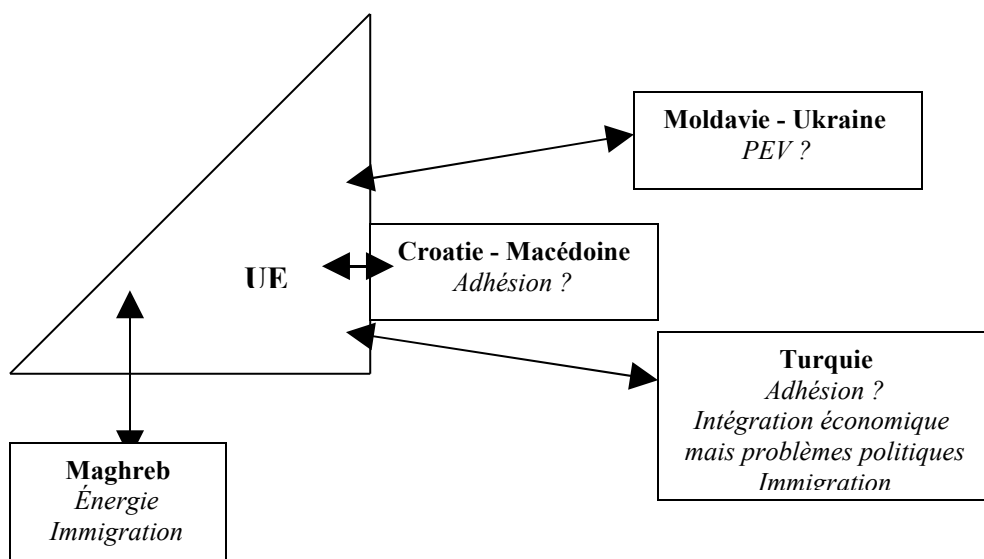 Moldavie - Ukraine
PEV ?
Croatie - Macédoine
Adhésion ?
UE
Turquie
Adhésion ?
Intégration économique
mais problèmes politiques
Immigration
Maghreb
Énergie
Immigration